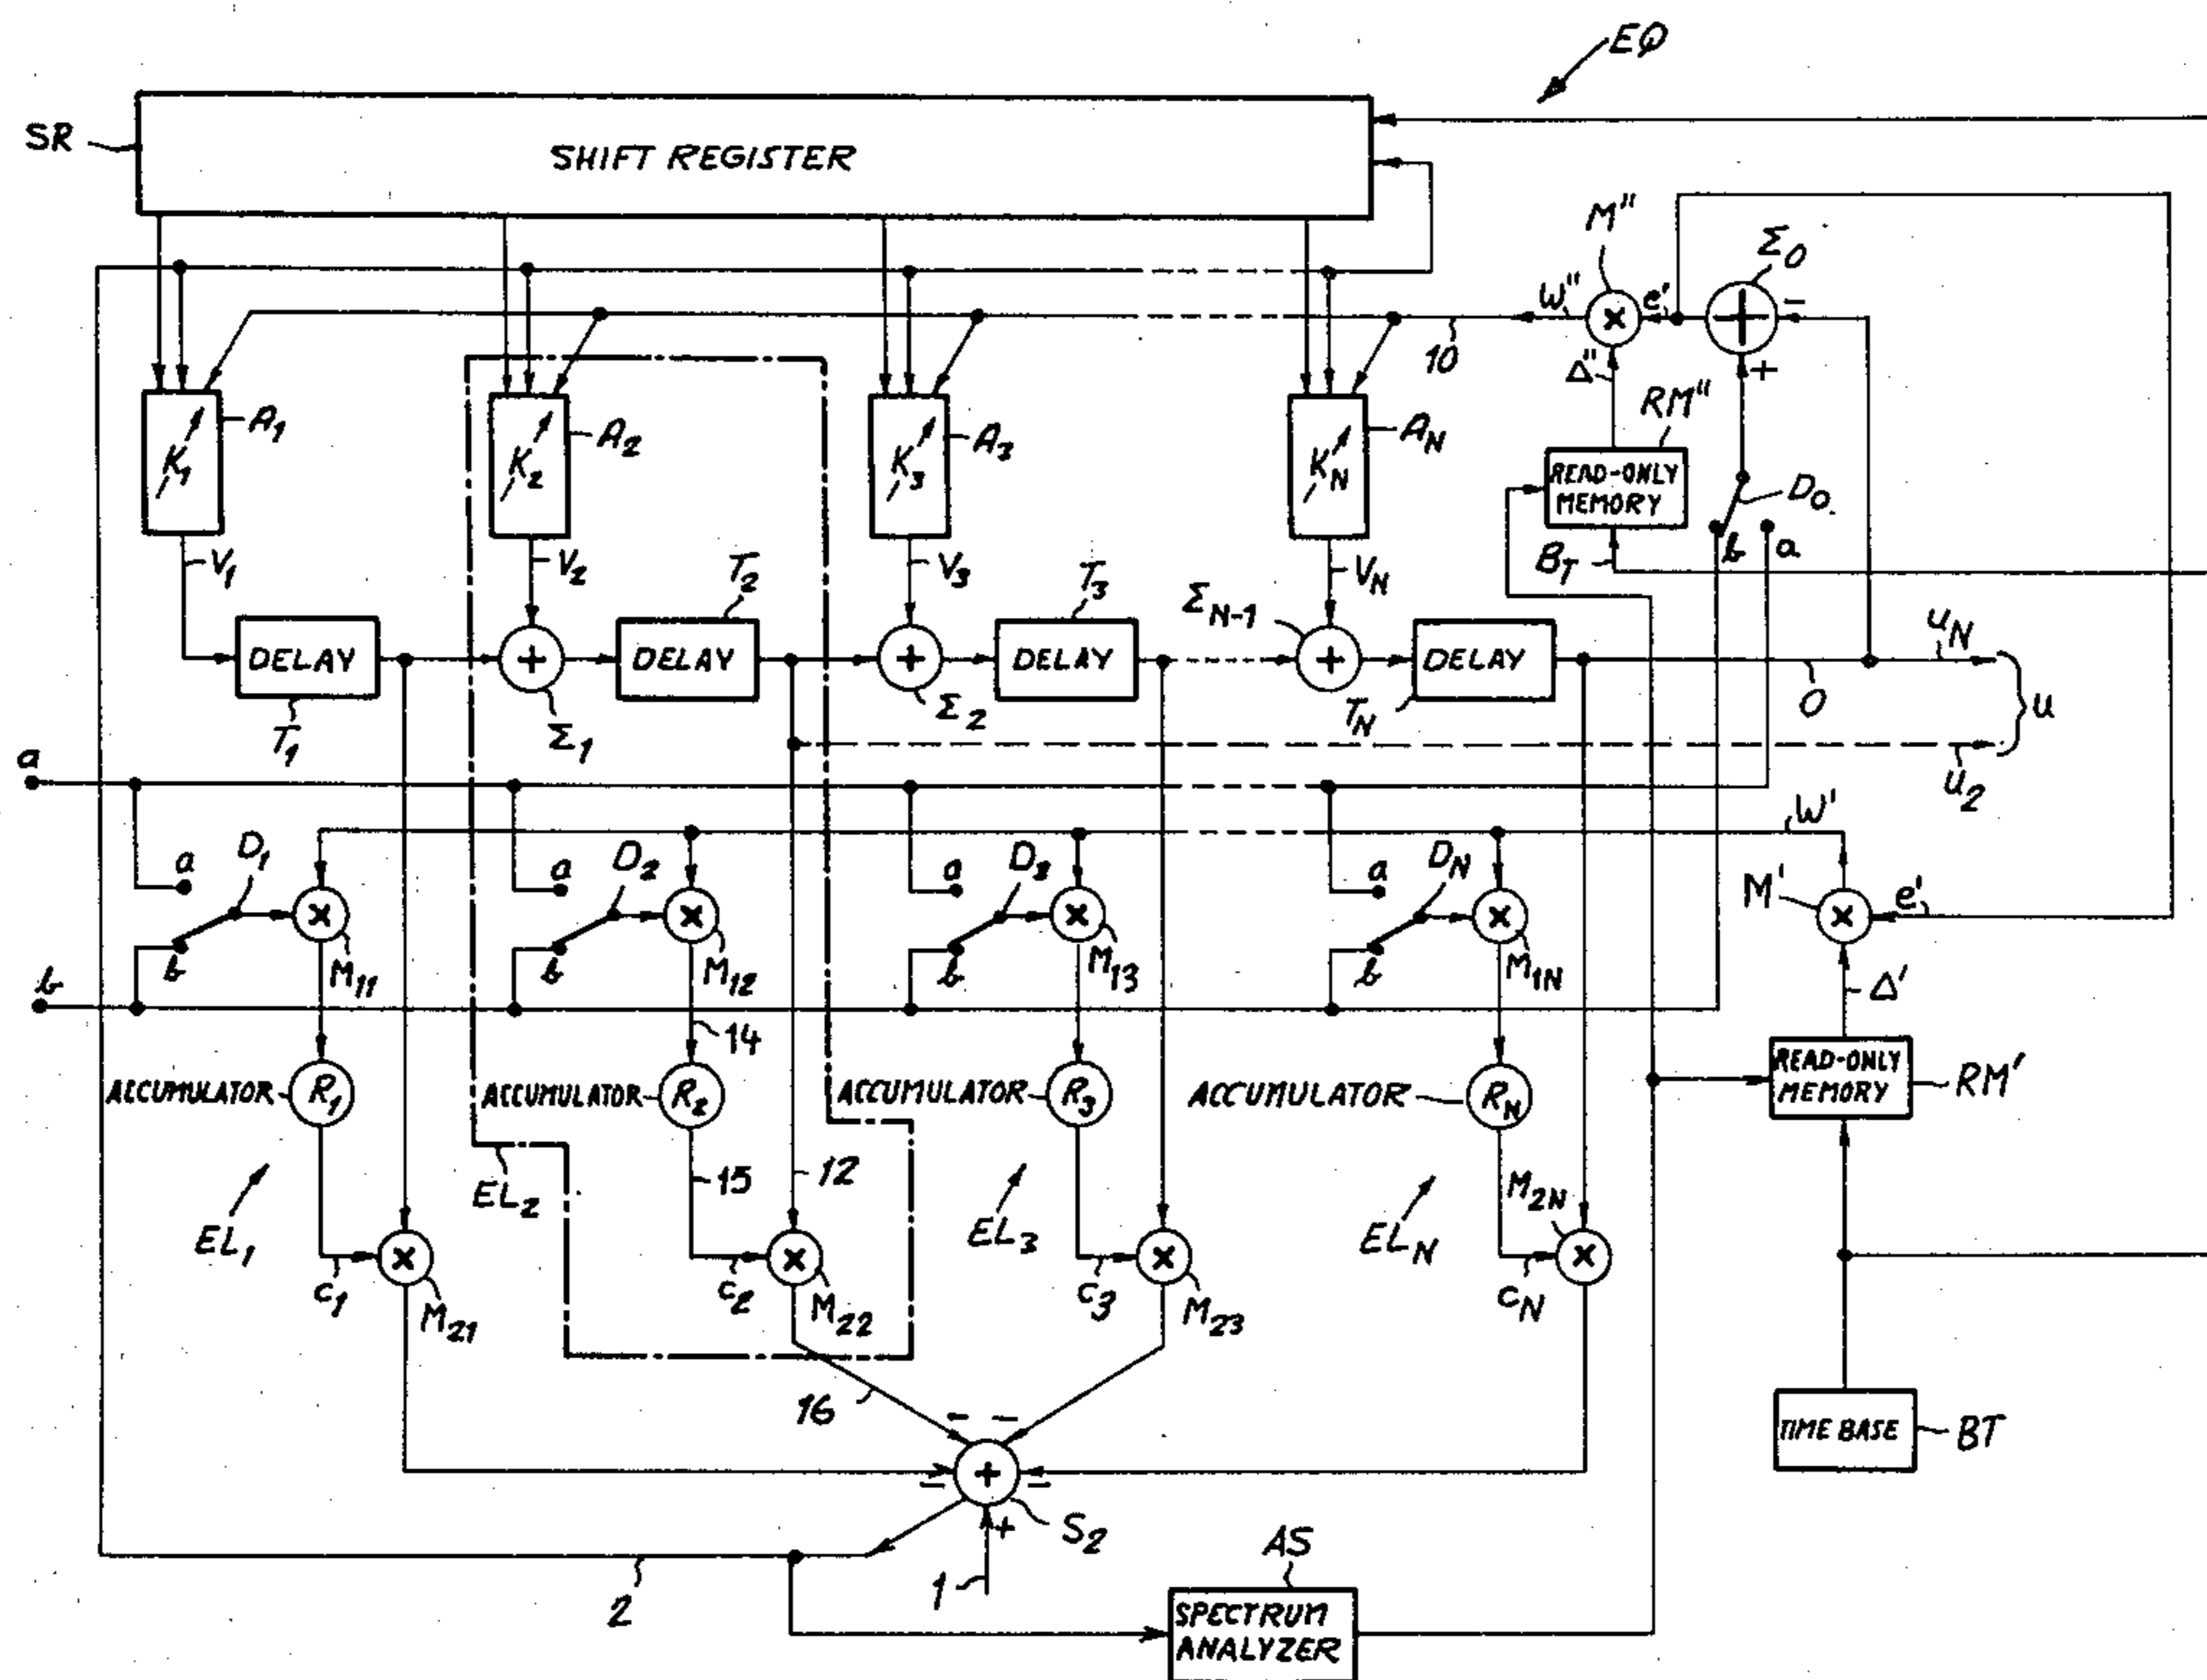 EQ
SR
SHIFT REGISTER
M"
Σ0
-
W"
e'
10
Δ"
+
RM"
K1
A1
K2
A2
K3
A3
KN
AN
READ-ONLY
MEMORY
D0
b
a
BT
V1
V2
V3
VN
T2
T3
ΣN-1
uN
DELAY
+
DELAY
+
DELAY
+
DELAY
T1
Σ1
Σ2
TN
0
u
u2
a
W'
a
D1
a
D2
a
D3
a
DN
M'
e'
x
x
x
x
x
b
M11
b
M12
b
M13
b
M1N
b
Δ'
14
ACCUMULATOR
R1
ACCUMULATOR
R2
ACCUMULATOR
R3
ACCUMULATOR
RN
READ-ONLY
MEMORY
RM'
EL1
EL2
15
12
EL3
ELN
M2N
x
x
x
x
c1
M21
c2
M22
c3
M23
cN
16
- -
-
+
-
+
S2
TIME BASE
BT
2
1
AS
SPECTRUM
ANALYZER